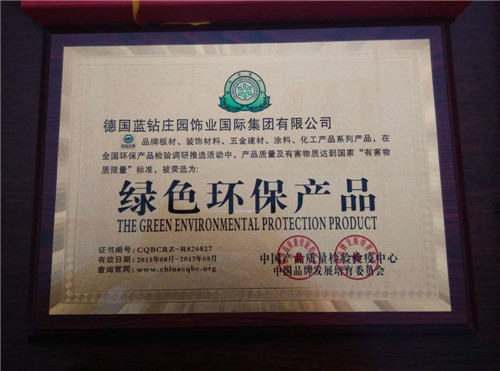 德国蓝钻庄园饰业国际集团有限公司
品牌板材、装饰材料、五金建材、涂料、化工产品系列产品，在
全国环保产品检验调研推选活动中，产品质量及有害物质达到国家“有害物
质限量”标准，被荣选为：
绿色环保产品
THE GREEN ENVIRONMENTAL PROTECTION PRODUCT
证书编号：CQBCRZ-R826827
有效日期：2015年08月-2017年08月
查询官网：www.chinacqbc.org
中国产品质量检验检疫中心
中国品牌发展培育委员会